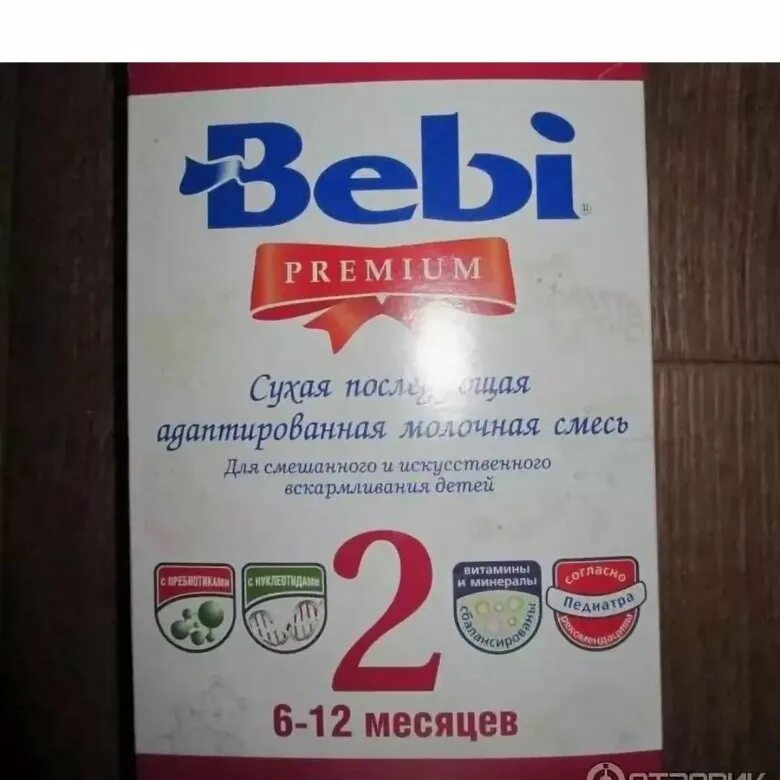 Bebi
PREMIUM
Сухая последующая
адаптированная молочная смесь
Для смешанного и искусственного
вскармливания детей
2
с пребиотиками
с нуклеотидами
витамины
и минералы
сбалансированы
согласно
Педиатра
рекомендациям
6-12 месяцев